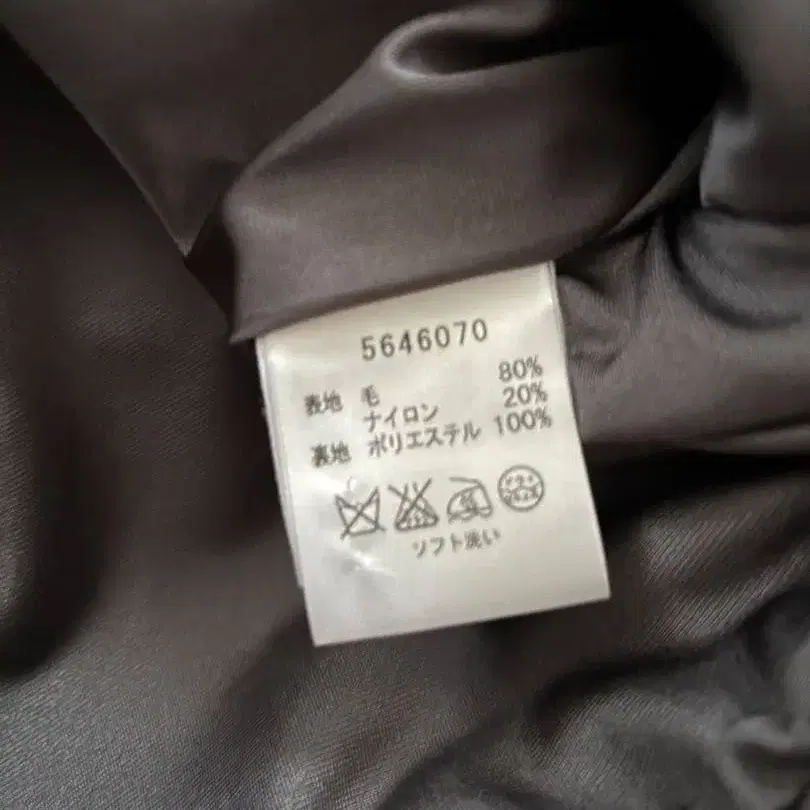 5646070
表地 毛 80%
ナイロン 20%
裏地 ポリエステル 100%
ソフト洗い